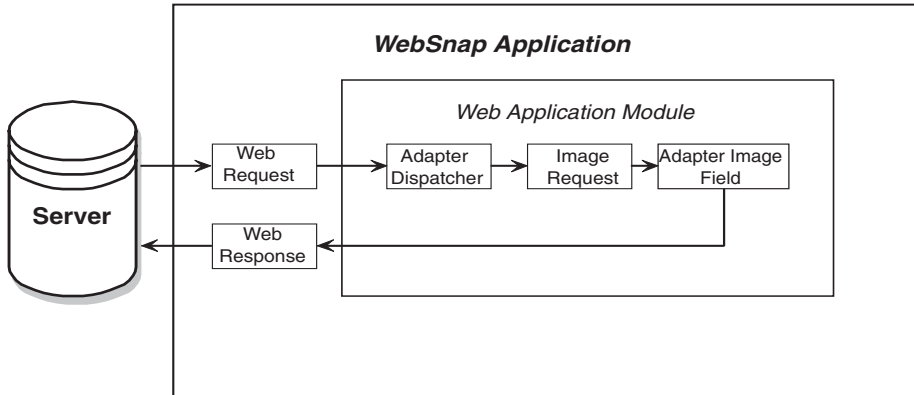 WebSnap Application
Web Application Module
Web
Request
Adapter
Dispatcher
Image
Request
Adapter Image
Field
Server
Web
Response